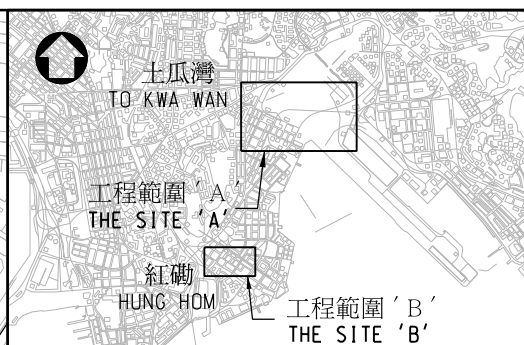 土瓜灣
TO KWA WAN
工程範圍 'A'
THE SITE 'A'
紅磡
HUNG HOM
工程範圍 'B'
THE SITE 'B'